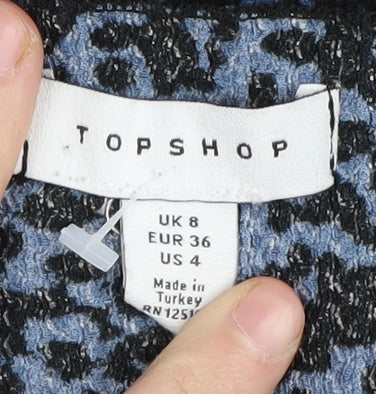 TOPSHOP
UK 8
EUR 36
US 4
Made in
Turkey